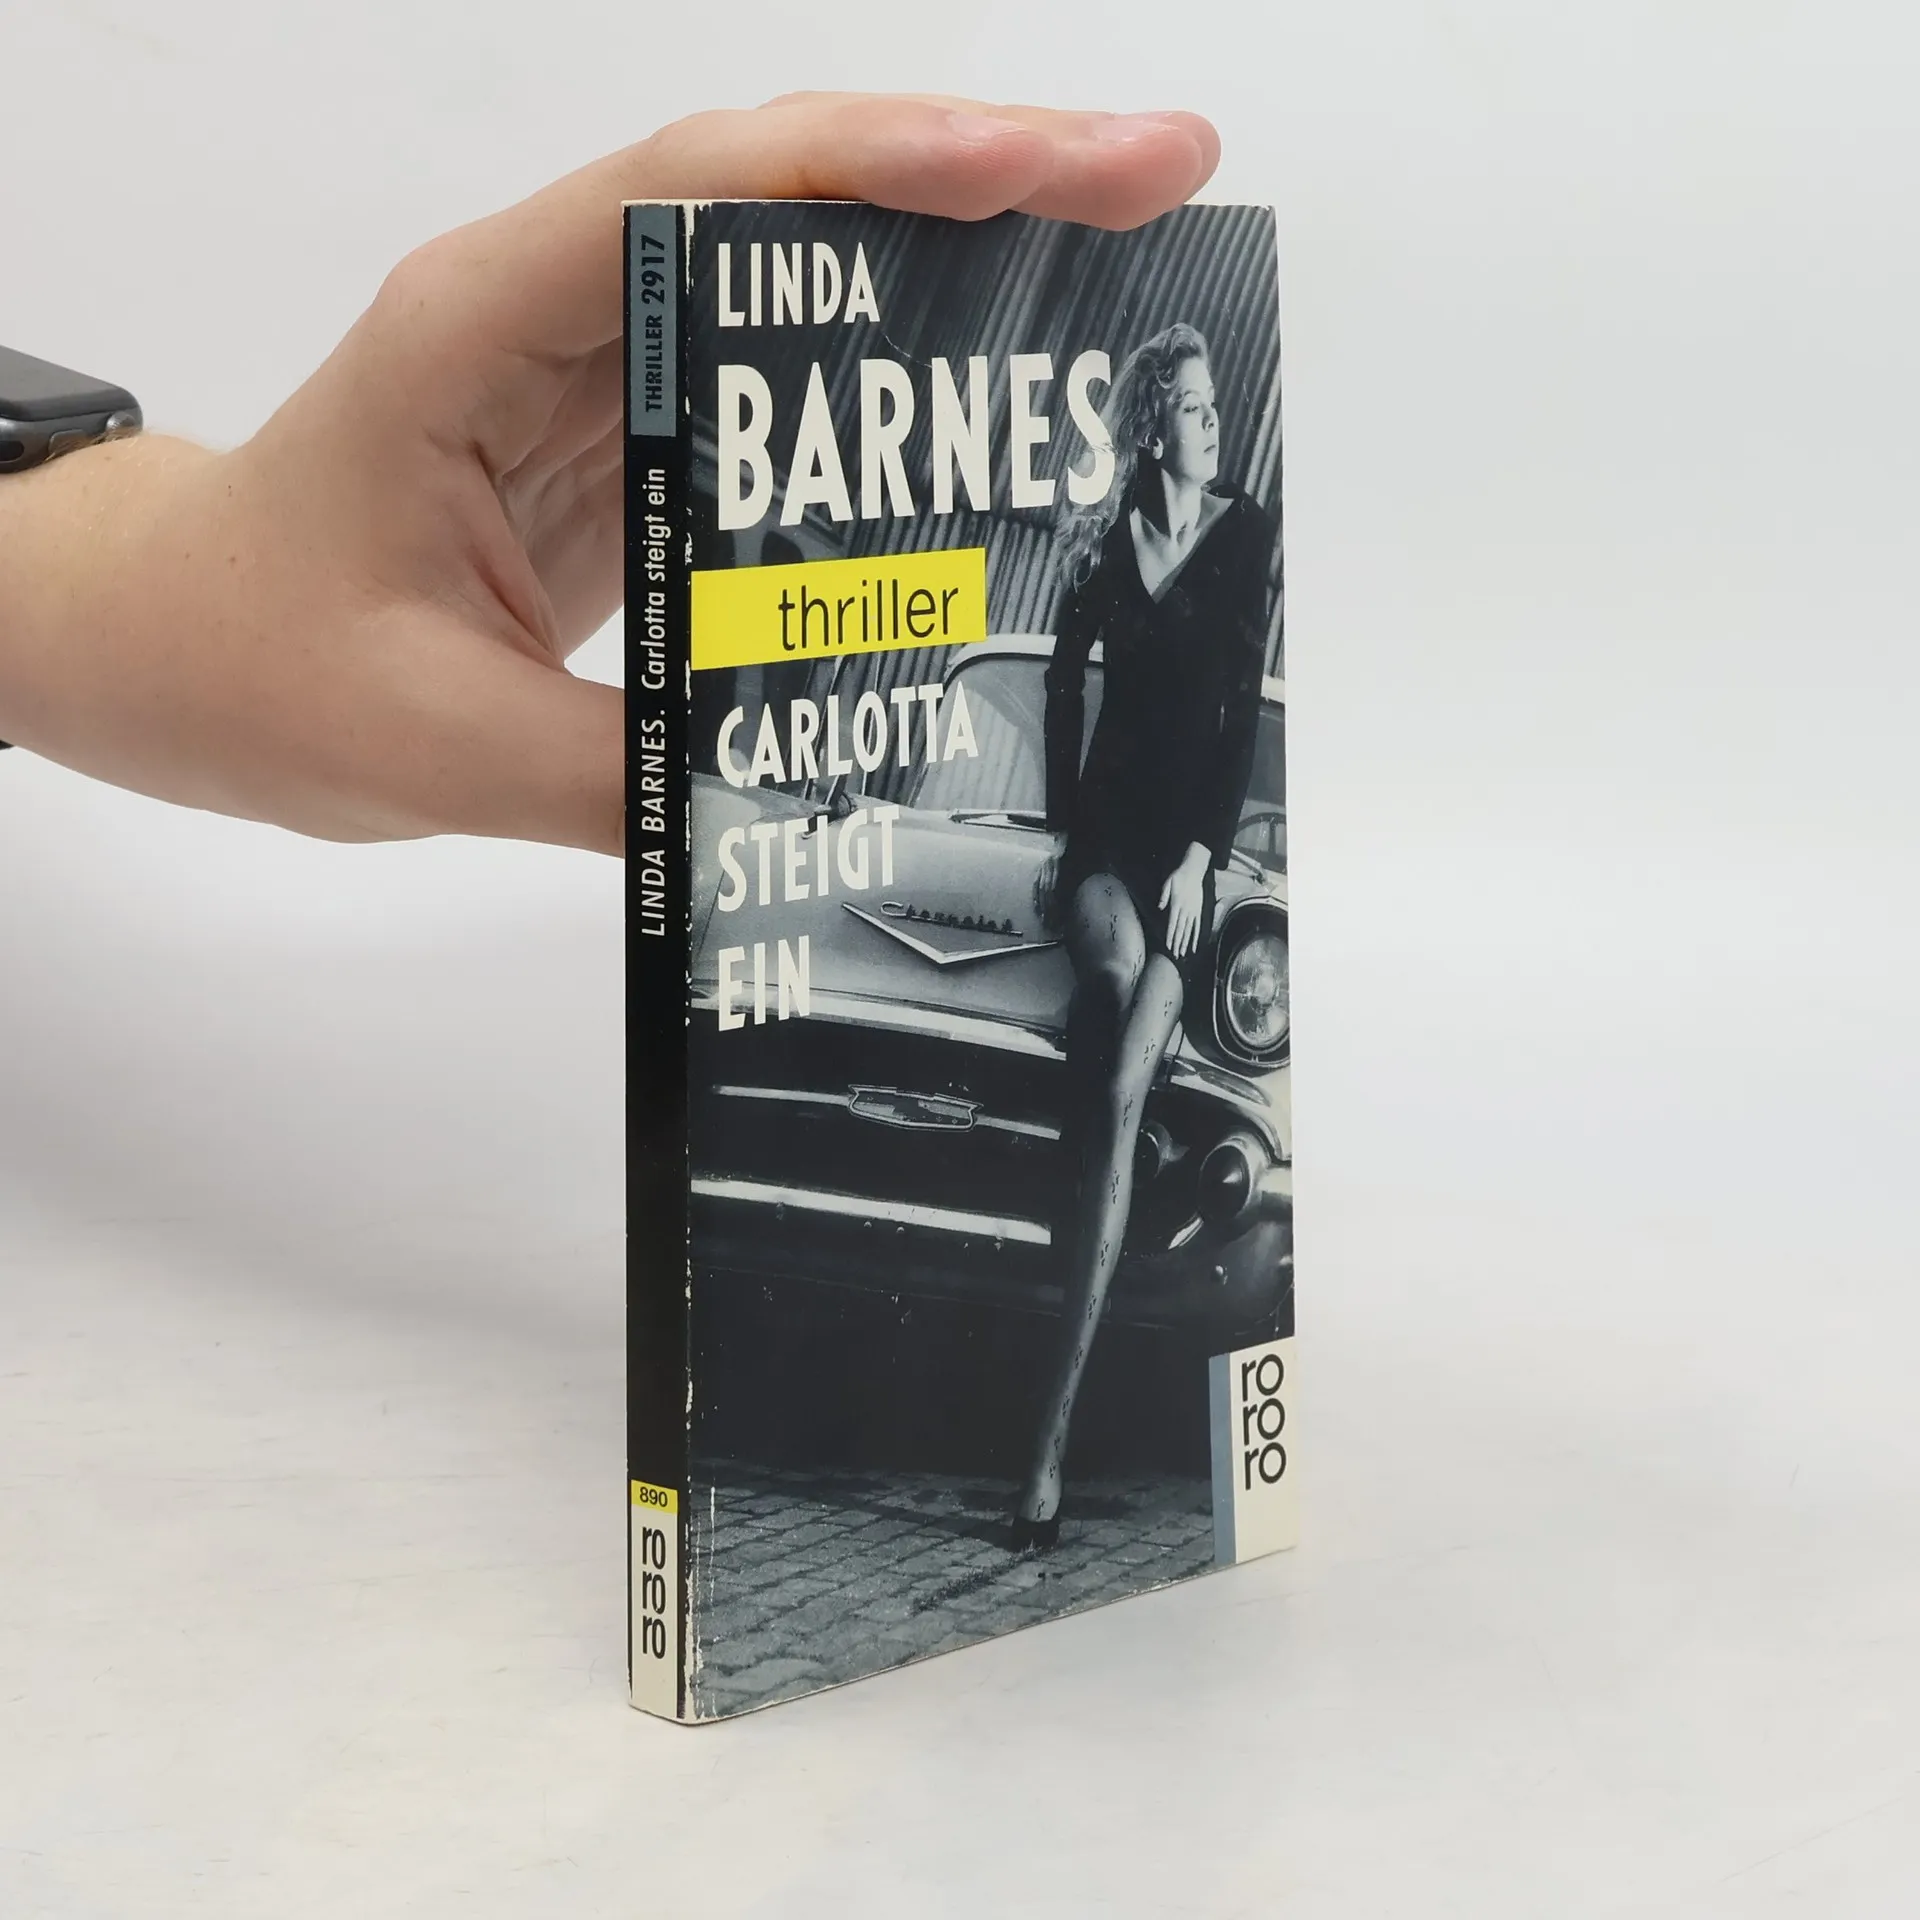 LINDA
BARNES
thriller
CARLOTTA
STEIGT
EIN
Chevrolet
ro
ro
ro
THRILLER 2917
LINDA BARNES. Carlotta steigt ein
890
ro
ro
ro